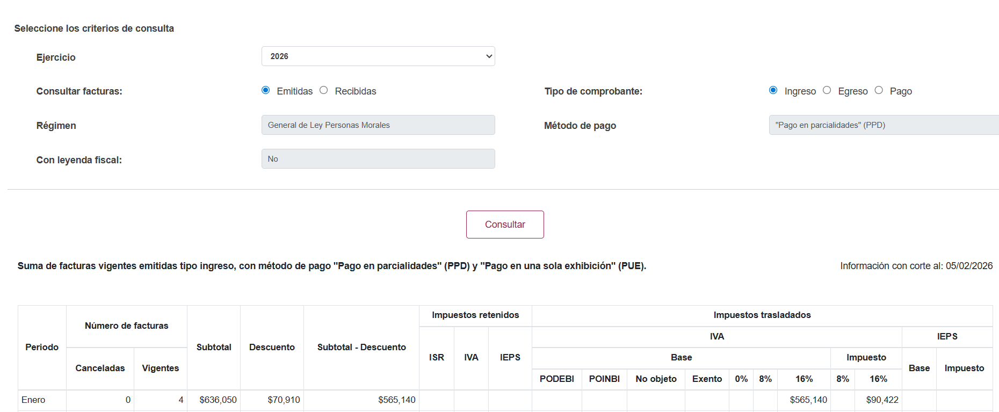 Seleccione los criterios de consulta
Ejercicio
2026
Consultar facturas:
Emitidas
Recibidas
Tipo de comprobante:
Ingreso
Egreso
Pago
Régimen
General de Ley Personas Morales
Método de pago
"Pago en parcialidades" (PPD)
Con leyenda fiscal:
No
Consultar
Suma de facturas vigentes emitidas tipo ingreso, con método de pago "Pago en parcialidades" (PPD) y "Pago en una sola exhibición" (PUE).
Información con corte al: 05/02/2026
Periodo
Número de facturas
Canceladas
Vigentes
Subtotal
Descuento
Subtotal - Descuento
Impuestos retenidos
ISR
IVA
IEPS
Impuestos trasladados
IVA
IEPS
Base
Impuesto
Base
Impuesto
PODEBI
POINBI
No objeto
Exento
0%
8%
16%
8%
16%
Enero
0
4
$636,050
$70,910
$565,140
$565,140
$90,422